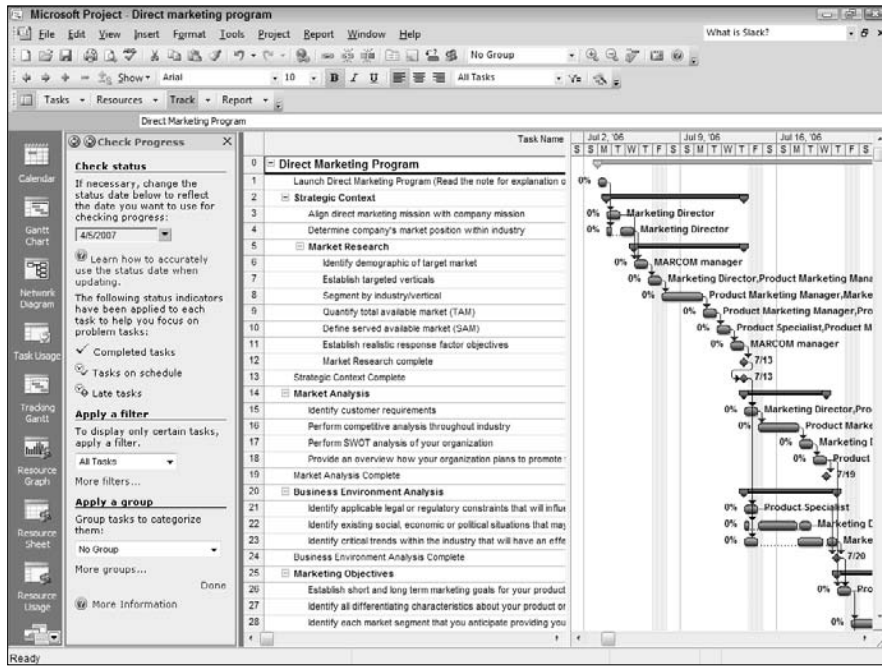 Microsoft Project - Direct marketing program
File Edit View Insert Format Tools Project Report Window Help
What is Slack?
No Group
Show Arial 10 B I U All Tasks
Tasks Resources Track Report
Direct Marketing Program
Calendar
Gantt Chart
Network Diagram
Task Usage
Tracking Gantt
Resource Graph
Resource Sheet
Resource Usage
Check Progress
Check status
If necessary, change the
status date below to reflect
the date you want to use for
checking progress:
4/5/2007
Learn how to accurately
use the status date when
updating.
The following status indicators
have been applied to each
task to help you focus on
problem tasks:
Completed tasks
Tasks on schedule
Late tasks
Apply a filter
To display only certain tasks,
apply a filter.
All Tasks
More filters...
Apply a group
Group tasks to categorize
them:
No Group
More groups...
Done
More Information
Task Name
Jul 2, '06 Jul 9, '06 Jul 16, '06
S S M T W T F S S M T W T F S S M T W T F S
0 Direct Marketing Program
1 Launch Direct Marketing Program (Read the note for explanation o 0%
2 Strategic Context
3 Align direct marketing mission with company mission 0% Marketing Director
4 Determine company's market position within industry 0% Marketing Director
5 Market Research
6 Identify demographic of target market 0% MARCOM manager
7 Establish targeted verticals 0% Marketing Director,Product Marketing Mana
8 Segment by industry/vertical 0% Product Marketing Manager,Marke
9 Quantify total available market (TAM) 0% Product Marketing Manager,Pro
10 Define served available market (SAM) 0% Product Specialist,Product M
11 Establish realistic response factor objectives 0% MARCOM manager
12 Market Research complete 7/13
13 Strategic Context Complete 7/13
14 Market Analysis
15 Identify customer requirements 0% Marketing Director,Pro
16 Perform competitive analysis throughout industry 0% Product Marke
17 Perform SWOT analysis of your organization 0% Marketing
18 Provide an overview how your organization plans to promote 0% Product
19 Market Analysis Complete 7/19
20 Business Environment Analysis
21 Identify applicable legal or regulatory constraints that will influe 0% Product Specialist
22 Identify existing social, economic or political situations that may 0% Marketing D
23 Identify critical trends within the industry that will have an effe 0% Marke
24 Business Environment Analysis Complete 7/20
25 Marketing Objectives
26 Establish short and long term marketing goals for your product 0% Pro
27 Identify all differentiating characteristics about your product or
28 Identify each market segment that you anticipate providing you 0%
Ready